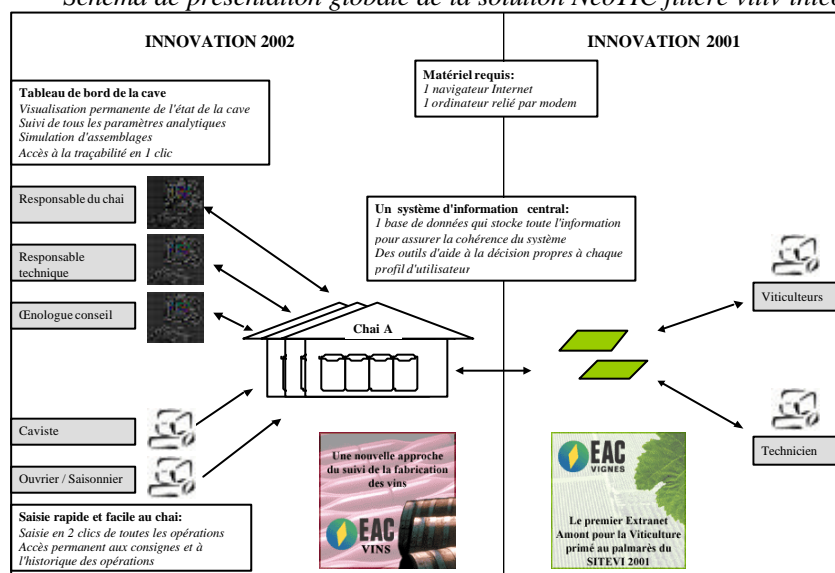 Schéma de présentation globale de la solution NeoTIC filière vitiv
INNOVATION 2002
INNOVATION 2001
Tableau de bord de la cave
Visualisation permanente de l'état de la cave
Suivi de tous les paramètres analytiques
Simulation d'assemblages
Accès à la traçabilité en 1 clic
Matériel requis:
1 navigateur Internet
1 ordinateur relié par modem
Responsable du chai
Responsable
technique
Œnologue conseil
Un système d'information central:
1 base de données qui stocke toute l'information
pour assurer la cohérence du système
Des outils d'aide à la décision propres à chaque
profil d'utilisateur
Chai A
Viticulteurs
Caviste
Ouvrier / Saisonnier
Technicien
Une nouvelle approche
du suivi de la fabrication
des vins
EAC
VINS
EAC
VIGNES
Le premier Extranet
Amont pour la Viticulture
primé au palmarès du
SITEVI 2001
Saisie rapide et facile au chai:
Saisie en 2 clics de toutes les opérations
Accès permanent aux consignes et à
l'historique des opérations